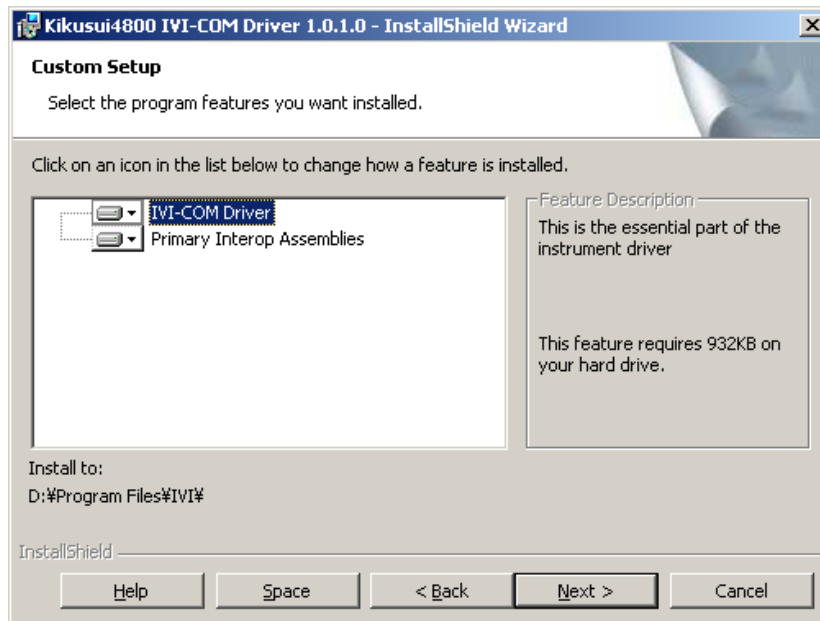 Kikusui4800 IVI-COM Driver 1.0.1.0 - InstallShield Wizard
Custom Setup
Select the program features you want installed.
Click on an icon in the list below to change how a feature is installed.
IVI-COM Driver
Primary Interop Assemblies
Feature Description
This is the essential part of the
instrument driver
This feature requires 932KB on
your hard drive.
Install to:
D:¥Program Files¥IVI¥
InstallShield
Help
Space
< Back
Next >
Cancel